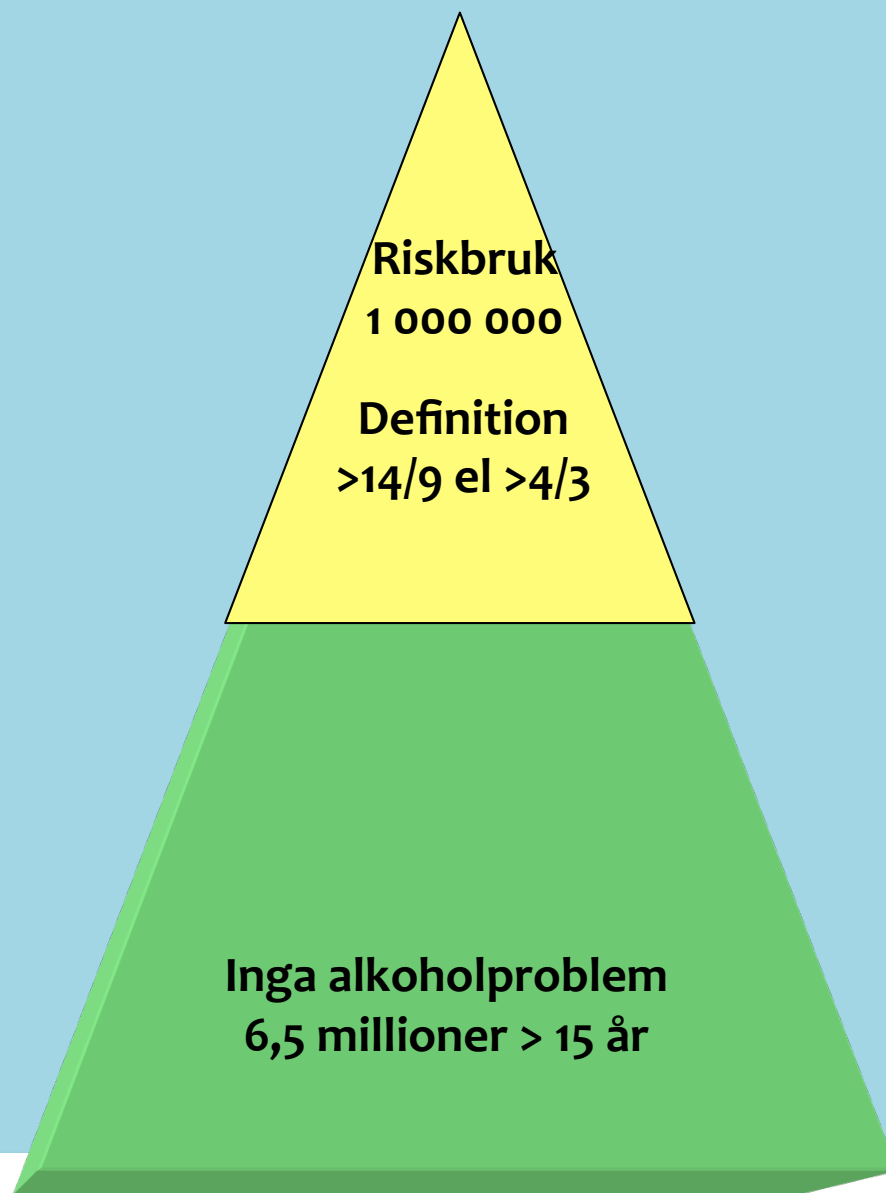 Riskbruk
1 000 000
Definition
>14/9 el >4/3
Inga alkoholproblem
6,5 millioner > 15 år